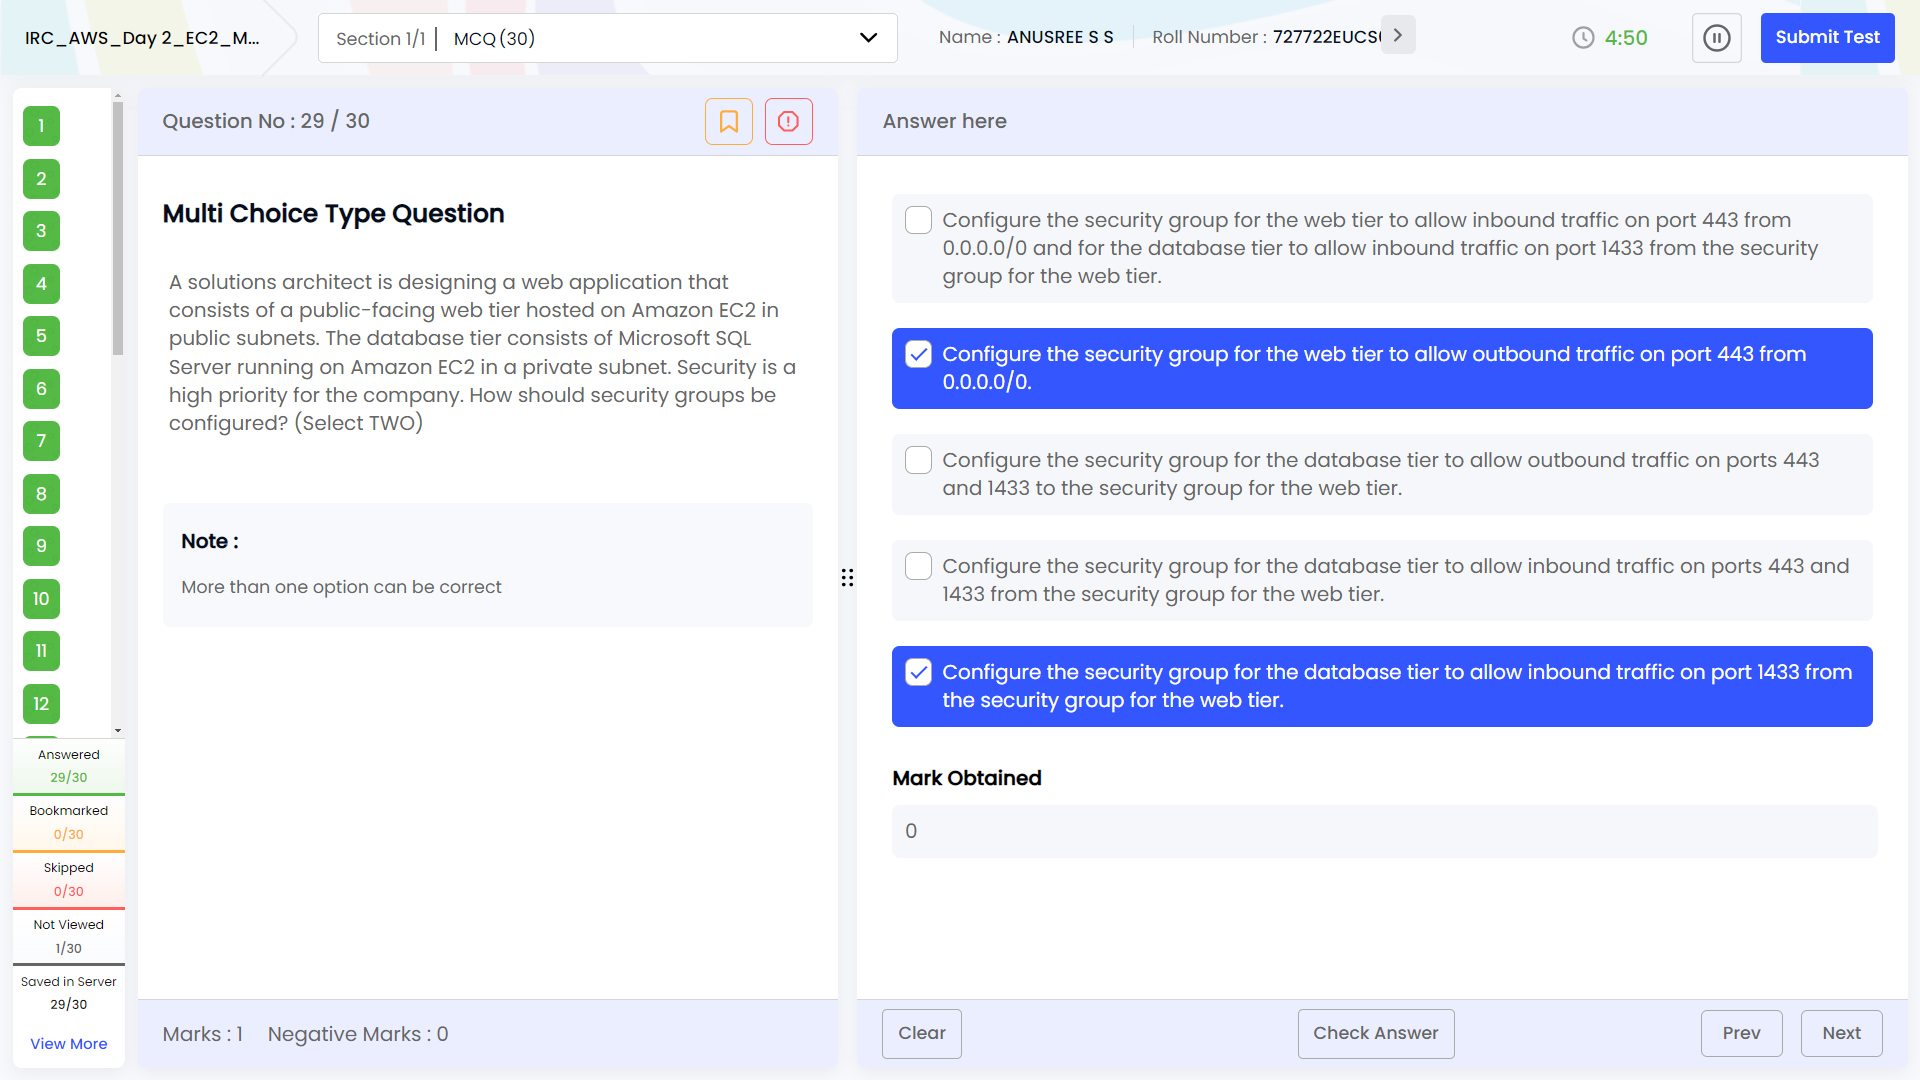 IRC_AWS_Day 2_EC2_M...
Section 1/1 | MCQ (30)
Name : ANUSREE S S
Roll Number : 727722EUCS
4:50
Submit Test
1
2
3
4
5
6
7
8
9
10
11
12
Answered
29/30
Bookmarked
0/30
Skipped
0/30
Not Viewed
1/30
Saved in Server
29/30
View More
Question No : 29 / 30
Multi Choice Type Question
A solutions architect is designing a web application that
consists of a public-facing web tier hosted on Amazon EC2 in
public subnets. The database tier consists of Microsoft SQL
Server running on Amazon EC2 in a private subnet. Security is a
high priority for the company. How should security groups be
configured? (Select TWO)
Note :
More than one option can be correct
Marks : 1
Negative Marks : 0
Answer here
Configure the security group for the web tier to allow inbound traffic on port 443 from
0.0.0.0/0 and for the database tier to allow inbound traffic on port 1433 from the security
group for the web tier.
Configure the security group for the web tier to allow outbound traffic on port 443 from
0.0.0.0/0.
Configure the security group for the database tier to allow outbound traffic on ports 443
and 1433 to the security group for the web tier.
Configure the security group for the database tier to allow inbound traffic on ports 443 and
1433 from the security group for the web tier.
Configure the security group for the database tier to allow inbound traffic on port 1433 from
the security group for the web tier.
Mark Obtained
0
Clear
Check Answer
Prev
Next